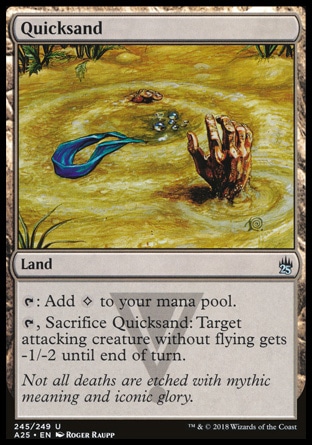 Quicksand
Land
25
: Add to your mana pool.
, Sacrifice Quicksand: Target
attacking creature without flying gets
-1/-2 until end of turn.
Not all deaths are etched with mythic
meaning and iconic glory.
245/249 U
A25 • EN Roger Raupp
™ & © 2018 Wizards of the Coast